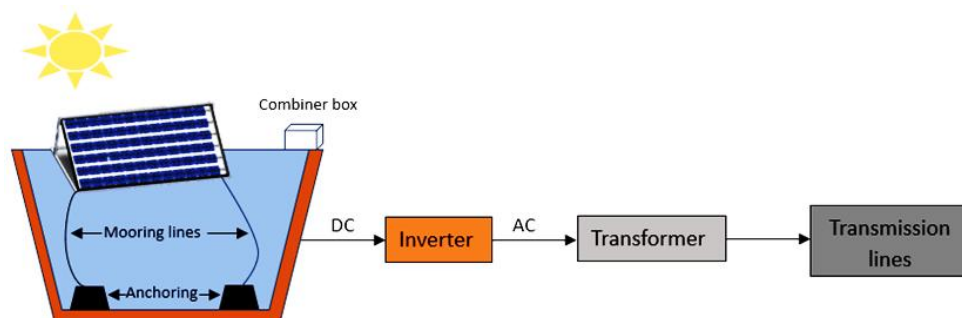 Combiner box
Mooring lines
Anchoring
DC
Inverter
AC
Transformer
Transmission
lines